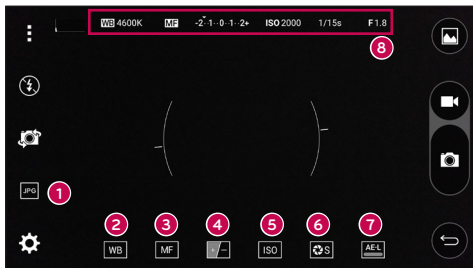 WB 4600K MF -2··1··0··1··2+ ISO 2000 1/15s F1.8
8
JPG 1
2 3 4 5 6 7
WB MF +/- ISO S AE-L